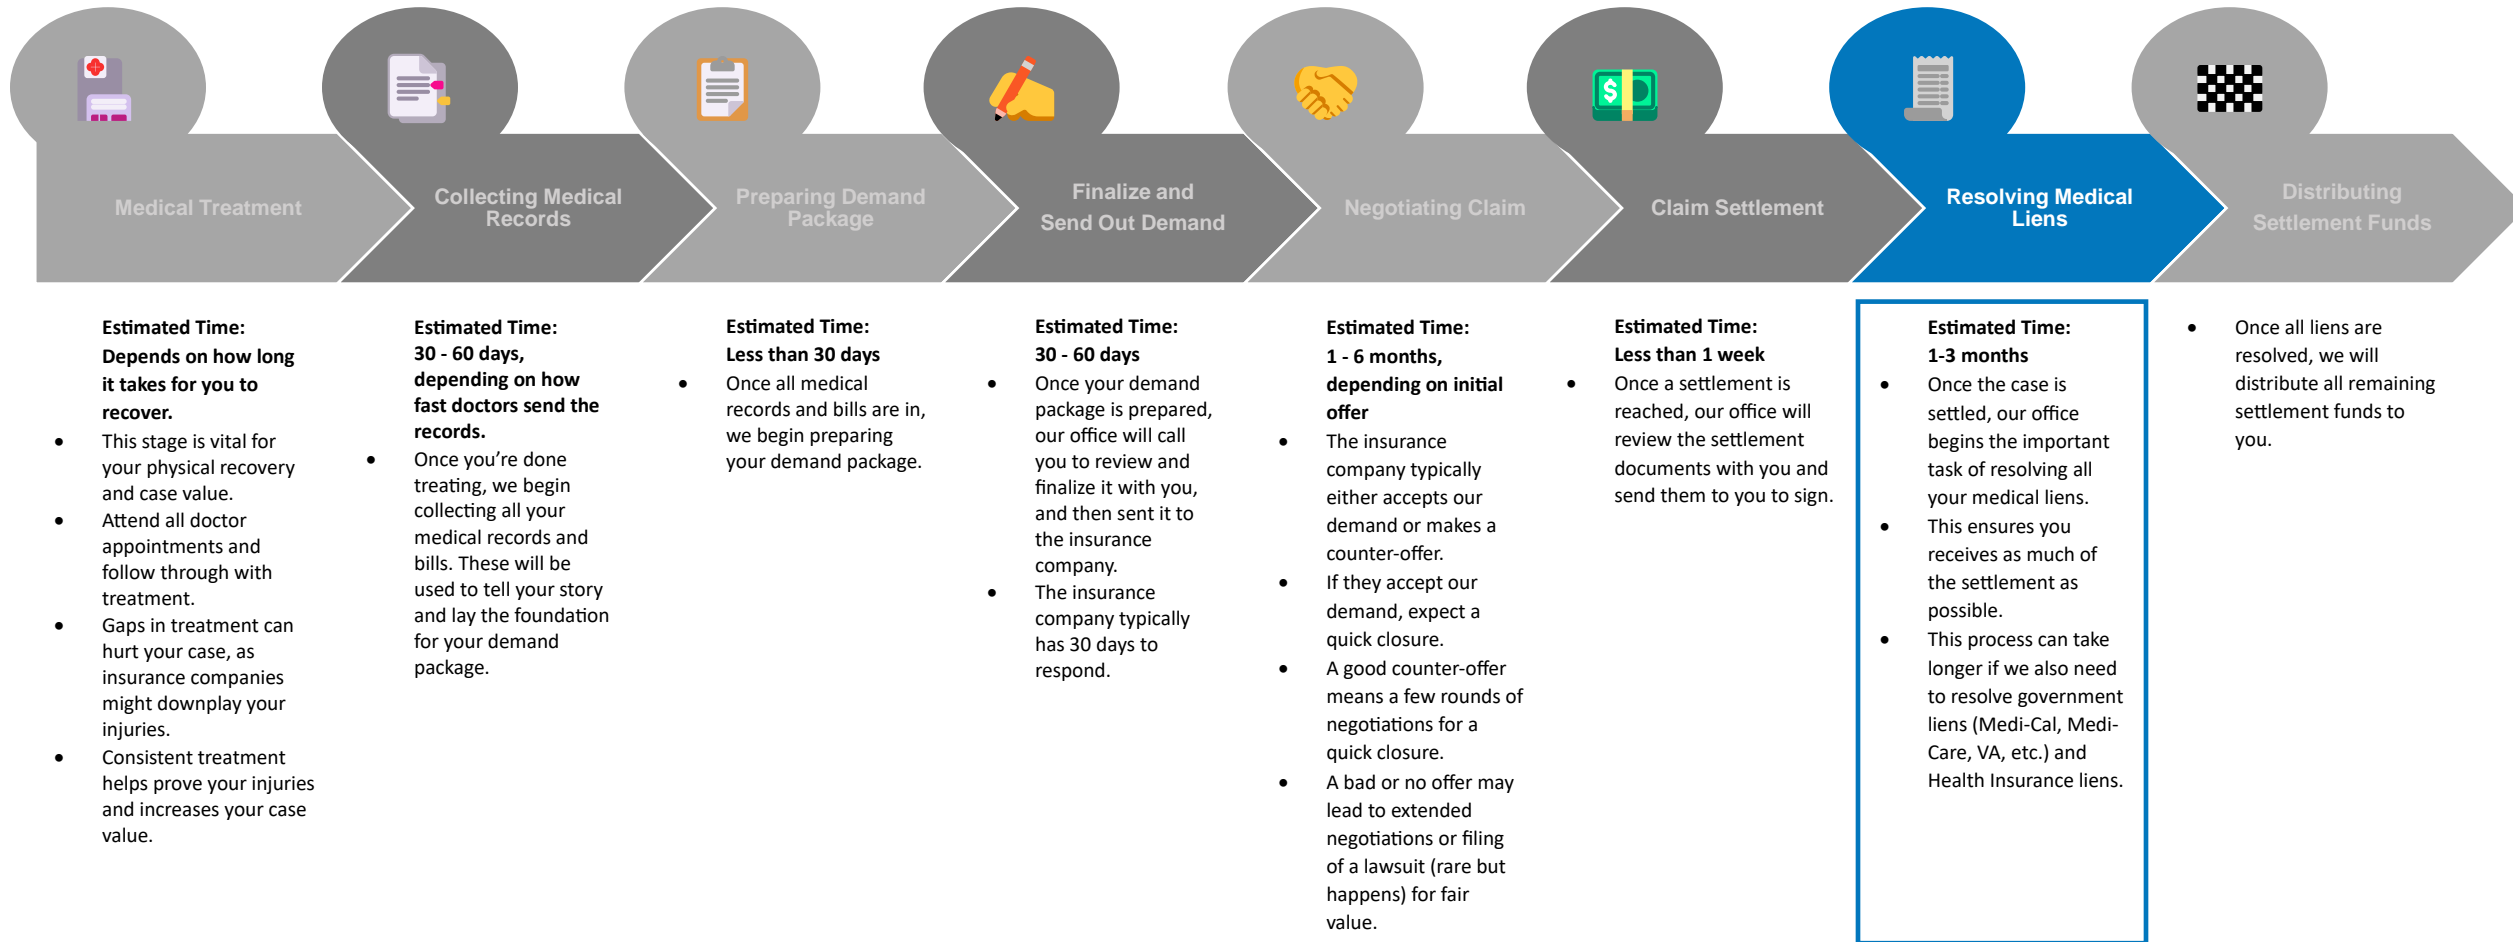 Medical Treatment
Collecting Medical
Records
Preparing Demand
Package
Finalize and
Send Out Demand
Negotiating Claim
Claim Settlement
Resolving Medical
Liens
Distributing
Settlement Funds
Estimated Time:
Depends on how long
it takes for you to
recover.
• This stage is vital for
your physical recovery
and case value.
• Attend all doctor
appointments and
follow through with
treatment.
• Gaps in treatment can
hurt your case, as
insurance companies
might downplay your
injuries.
• Consistent treatment
helps prove your injuries
and increases your case
value.
Estimated Time:
30 - 60 days,
depending on how
fast doctors send the
records.
• Once you’re done
treating, we begin
collecting all your
medical records and
bills. These will be
used to tell your story
and lay the foundation
for your demand
package.
Estimated Time:
Less than 30 days
• Once all medical
records and bills are in,
we begin preparing
your demand package.
Estimated Time:
30 - 60 days
• Once your demand
package is prepared,
our office will call
you to review and
finalize it with you,
and then sent it to
the insurance
company.
• The insurance
company typically
has 30 days to
respond.
Estimated Time:
1 - 6 months,
depending on initial
offer
• The insurance
company typically
either accepts our
demand or makes a
counter-offer.
• If they accept our
demand, expect a
quick closure.
• A good counter-offer
means a few rounds of
negotiations for a
quick closure.
• A bad or no offer may
lead to extended
negotiations or filing
of a lawsuit (rare but
happens) for fair
value.
Estimated Time:
Less than 1 week
• Once a settlement is
reached, our office will
review the settlement
documents with you and
send them to you to sign.
Estimated Time:
1-3 months
• Once the case is
settled, our office
begins the important
task of resolving all
your medical liens.
• This ensures you
receives as much of
the settlement as
possible.
• This process can take
longer if we also need
to resolve government
liens (Medi-Cal, Medi-
Care, VA, etc.) and
Health Insurance liens.
• Once all liens are
resolved, we will
distribute all remaining
settlement funds to
you.